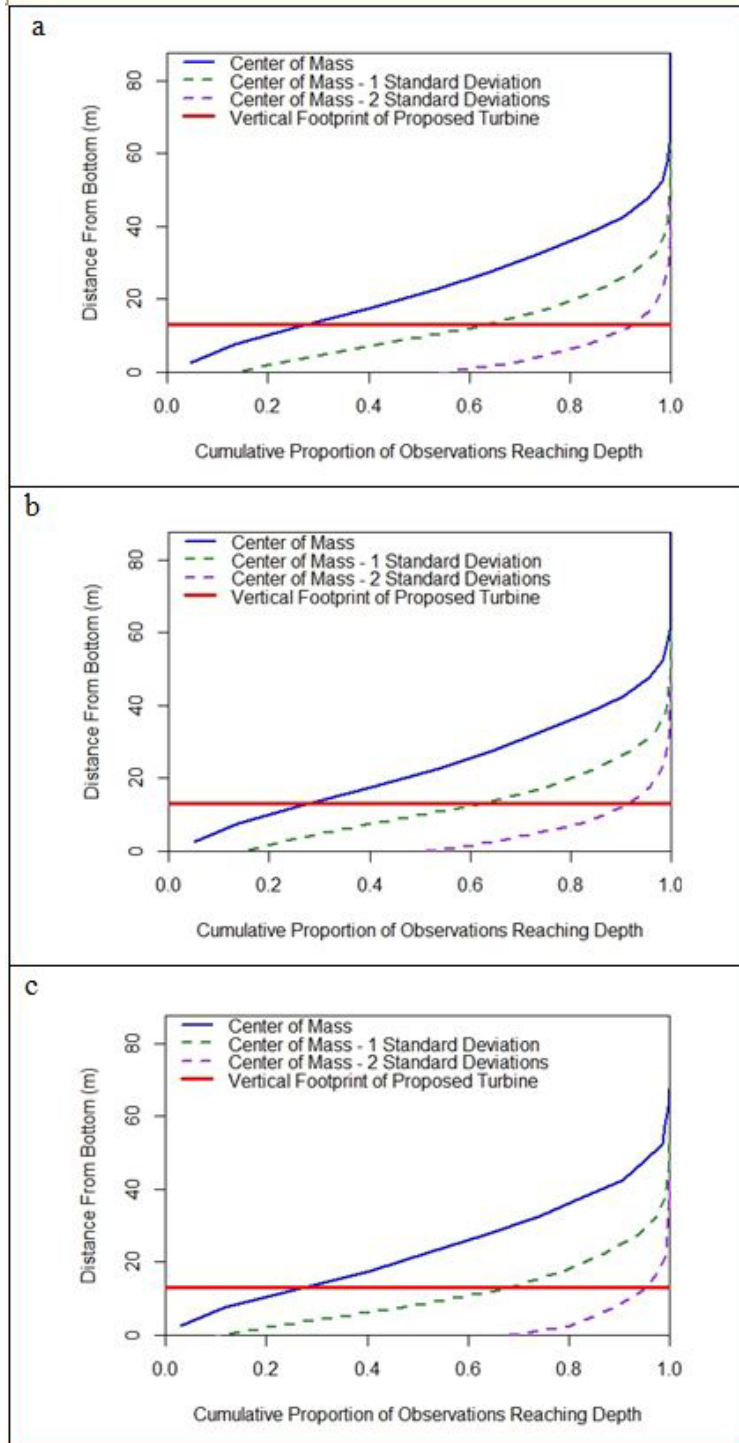 a
Center of Mass
Center of Mass - 1 Standard Deviation
Center of Mass - 2 Standard Deviations
Vertical Footprint of Proposed Turbine
Distance From Bottom (m)
80
60
40
20
0
0.0 0.2 0.4 0.6 0.8 1.0
Cumulative Proportion of Observations Reaching Depth
b
Center of Mass
Center of Mass - 1 Standard Deviation
Center of Mass - 2 Standard Deviations
Vertical Footprint of Proposed Turbine
Distance From Bottom (m)
80
60
40
20
0
0.0 0.2 0.4 0.6 0.8 1.0
Cumulative Proportion of Observations Reaching Depth
c
Center of Mass
Center of Mass - 1 Standard Deviation
Center of Mass - 2 Standard Deviations
Vertical Footprint of Proposed Turbine
Distance From Bottom (m)
80
60
40
20
0
0.0 0.2 0.4 0.6 0.8 1.0
Cumulative Proportion of Observations Reaching Depth